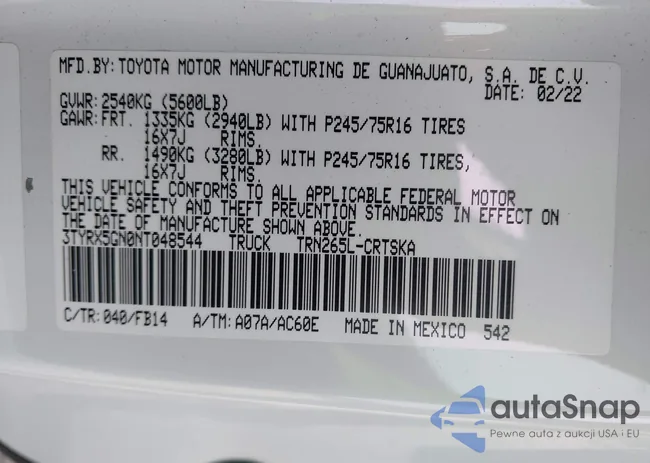 MFD.BY: TOYOTA MOTOR MANUFACTURING DE GUANAJUATO, S.A. DE C.V.
DATE: 02/22
GVWR: 2540KG (5600LB)
GAWR: FRT. 1335KG (2940LB) WITH P245/75R16 TIRES
16X7J RIMS.
RR. 1490KG (3280LB) WITH P245/75R16 TIRES,
16X7J RIMS.
THIS VEHICLE CONFORMS TO ALL APPLICABLE FEDERAL MOTOR
VEHICLE SAFETY AND THEFT PREVENTION STANDARDS IN EFFECT ON
THE DATE OF MANUFACTURE SHOWN ABOVE.
3TYRX5GN0NT048544 TRUCK TRN265L-CRTSKA
C/TR: 040/FB14 A/TM: A07A/AC60E MADE IN MEXICO 542
autaSnap
Pewne auta z aukcji USA i EU